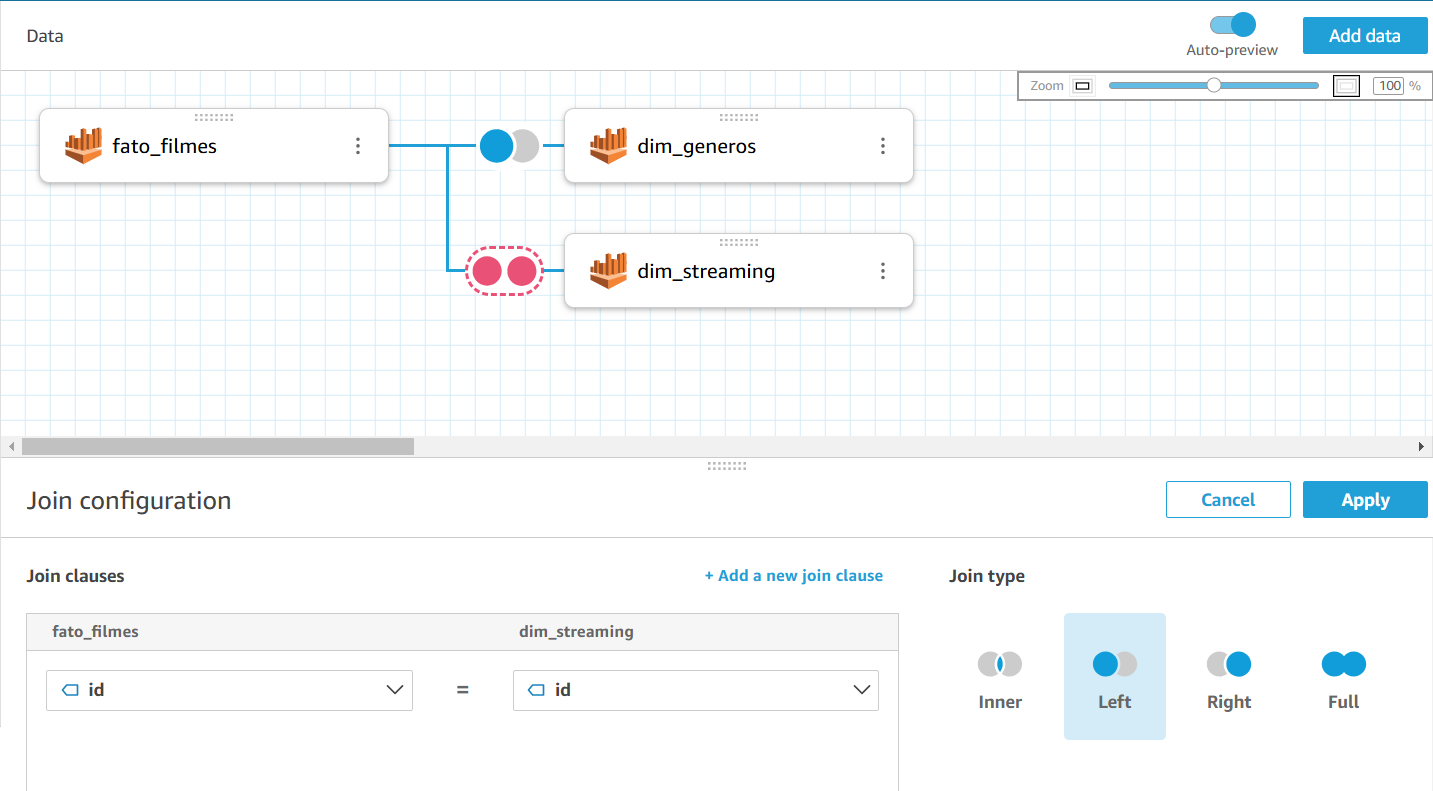 Data
Auto-preview
Add data
Zoom
100 %
fato_filmes
dim_generos
dim_streaming
Join configuration
Cancel
Apply
Join clauses
+ Add a new join clause
Join type
fato_filmes
dim_streaming
id
=
id
Inner
Left
Right
Full